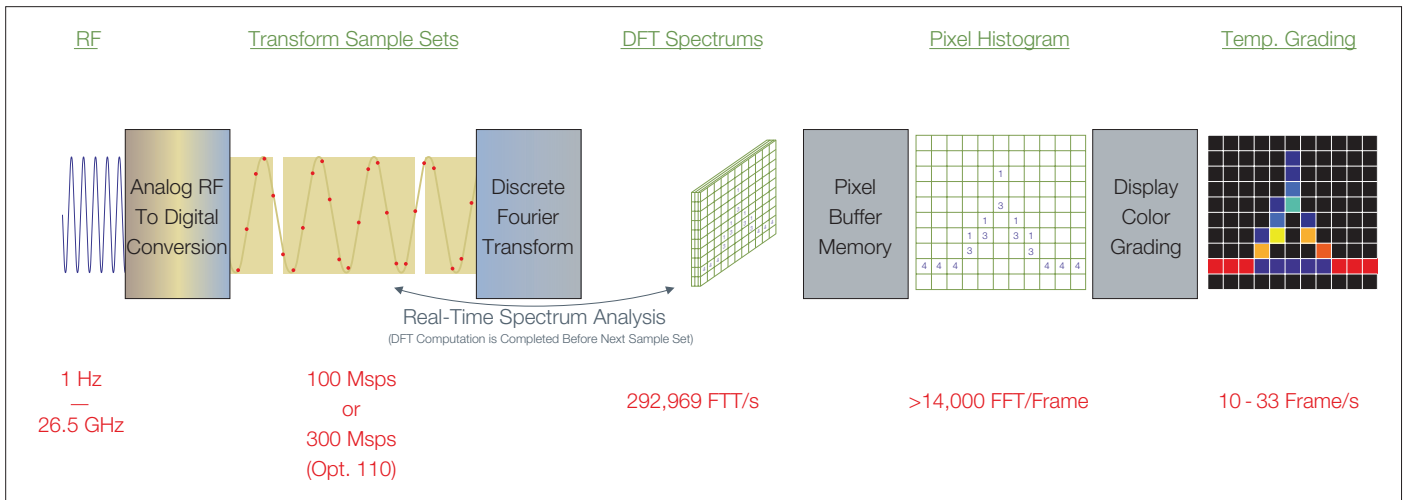 RF
Transform Sample Sets
DFT Spectrums
Pixel Histogram
Temp. Grading
Analog RF
To Digital
Conversion
Discrete
Fourier
Transform
Pixel
Buffer
Memory
1
3
1 1
3 1 3 3 1
3 3
4 4 4 4 4 4
Display
Color
Grading
Real-Time Spectrum Analysis
(DFT Computation is Completed Before Next Sample Set)
1 Hz
—
26.5 GHz
100 Msps
or
300 Msps
(Opt. 110)
292,969 FTT/s
>14,000 FFT/Frame
10 - 33 Frame/s